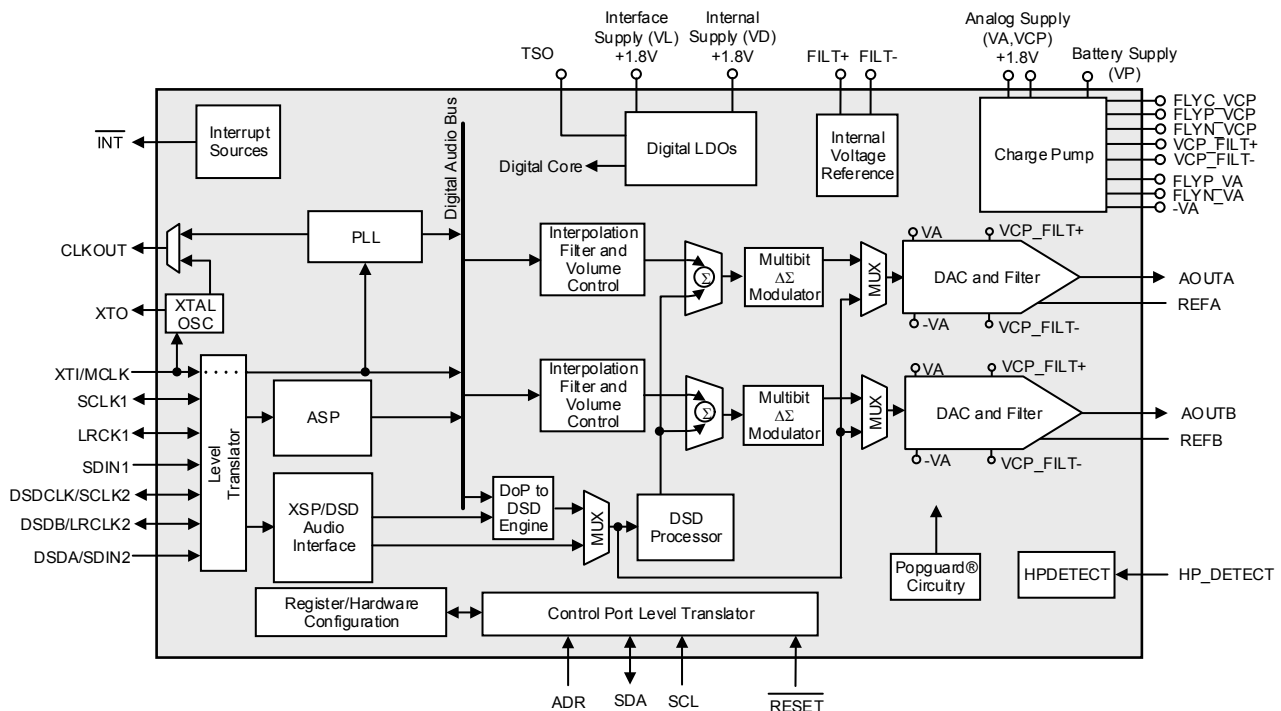 Interface
Supply (VL)
+1.8V
Internal
Supply (VD)
+1.8V
Analog Supply
(VA,VCP)
+1.8V
Battery Supply
(VP)
TSO
FILT+
FILT-
INT
Interrupt
Sources
Digital Audio Bus
Digital LDOs
Digital Core
Internal
Voltage
Reference
Charge Pump
FLYC_VCP
FLYP_VCP
FLYN_VCP
VCP_FILT+
VCP_FILT-
FLYP_VA
FLYN_VA
-VA
CLKOUT
PLL
XTO
XTAL
OSC
Interpolation
Filter and
Volume
Control
Σ
Multibit
ΔΣ
Modulator
MUX
VA
VCP_FILT+
DAC and Filter
-VA
VCP_FILT-
AOUTA
REFA
XTI/MCLK
SCLK1
LRCK1
SDIN1
DSDCLK/SCLK2
DSDB/LRCLK2
DSDA/SDIN2
Level
Translator
ASP
XSP/DSD
Audio
Interface
Interpolation
Filter and
Volume
Control
Σ
Multibit
ΔΣ
Modulator
MUX
VA
VCP_FILT+
DAC and Filter
-VA
VCP_FILT-
AOUTB
REFB
DoP to
DSD
Engine
MUX
DSD
Processor
Popguard®
Circuitry
HPDETECT
HP_DETECT
Register/Hardware
Configuration
Control Port Level Translator
ADR
SDA
SCL
RESET